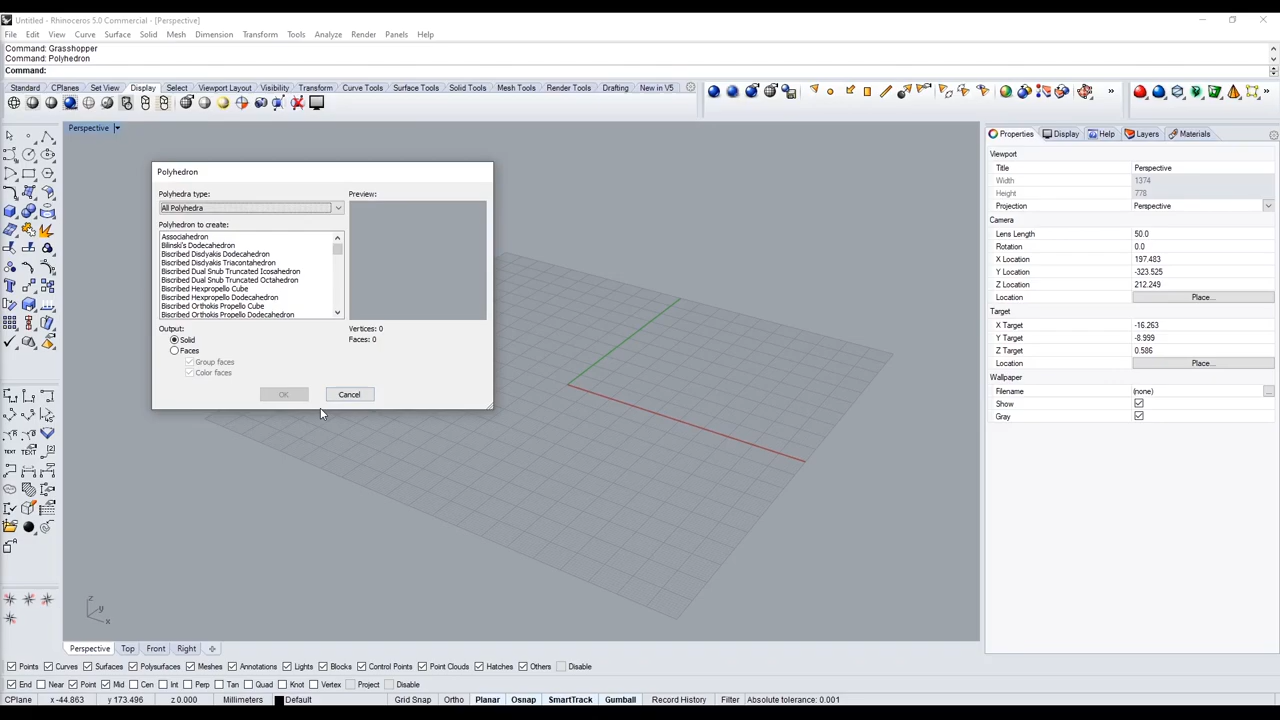 Untitled - Rhinoceros 5.0 Commercial - [Perspective]
File Edit View Curve Surface Solid Mesh Dimension Transform Tools Analyze Render Panels Help
Command: Grasshopper
Command: Polyhedron
Command:
Standard CPlanes Set View Display Select Viewport Layout Visibility Transform Curve Tools Surface Tools Solid Tools Mesh Tools Render Tools Drafting New in V5
Perspective
Polyhedron
Polyhedra type:
Preview:
All Polyhedra
Polyhedron to create:
Associahedron
Bilinski's Dodecahedron
Biscribed Disdyakis Dodecahedron
Biscribed Disdyakis Triacontahedron
Biscribed Dual Snub Truncated Icosahedron
Biscribed Dual Snub Truncated Octahedron
Biscribed Hexpropello Cube
Biscribed Hexpropello Dodecahedron
Biscribed Orthokis Propello Cube
Biscribed Orthokis Propello Dodecahedron
Output:
Solid
Faces
Group faces
Color faces
Vertices: 0
Faces: 0
OK Cancel
Properties Display Help Layers Materials
Viewport
Title Perspective
Width 1374
Height 778
Projection Perspective
Camera
Lens Length 50.0
Rotation 0.0
X Location 197.483
Y Location -323.525
Z Location 212.249
Location Place...
Target
X Target -16.263
Y Target -8.999
Z Target 0.586
Location Place...
Wallpaper
Filename (none) ...
Show
Gray
TEXT TEXT
z
y
x
Perspective Top Front Right
Points Curves Surfaces Polysurfaces Meshes Annotations Lights Blocks Control Points Point Clouds Hatches Others Disable
End Near Point Mid Cen Int Perp Tan Quad Knot Vertex Project Disable
CPlane x -44.863 y 173.496 z 0.000 Millimeters Default Grid Snap Ortho Planar Osnap SmartTrack Gumball Record History Filter Absolute tolerance: 0.001